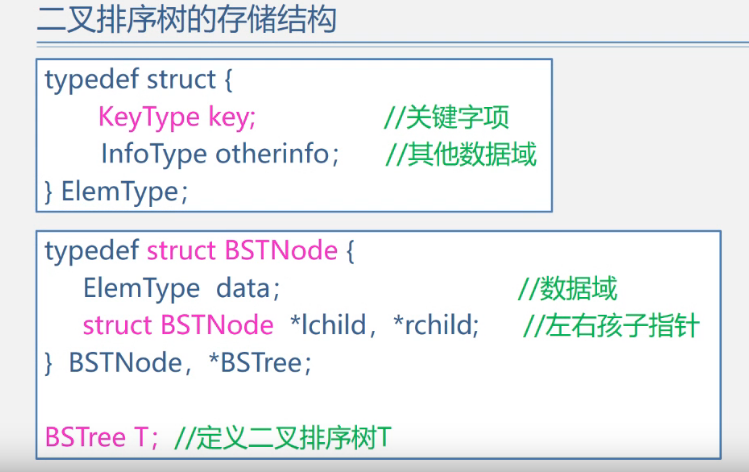 二叉排序树的存储结构
typedef struct {
KeyType key; //关键字项
InfoType otherinfo； //其他数据域
} ElemType；
typedef struct BSTNode {
ElemType data； //数据域
struct BSTNode *lchild，*rchild; //左右孩子指针
} BSTNode，*BSTree；
BSTree T；//定义二叉排序树T